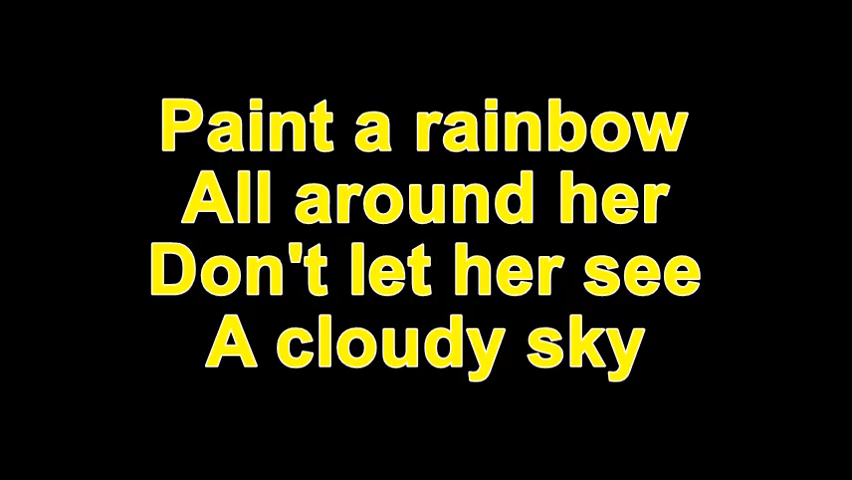 Paint a rainbow
All around her
Don't let her see
A cloudy sky